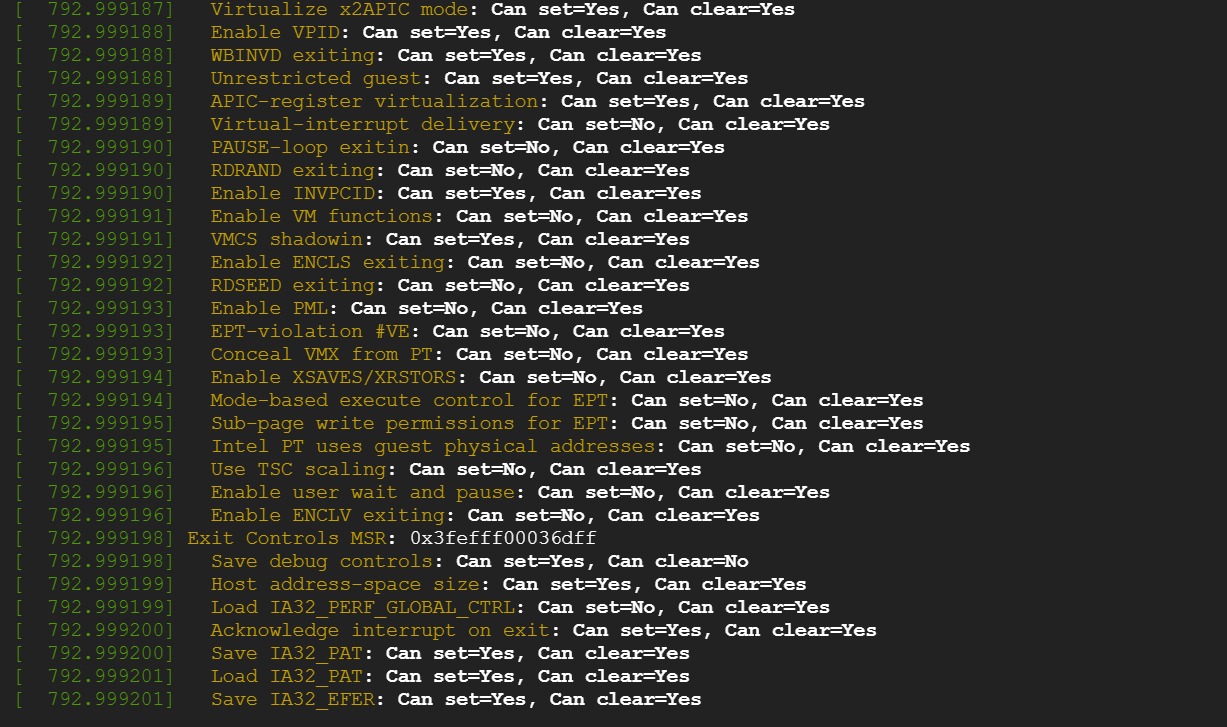 [  792.999187]   Virtualize x2APIC mode: Can set=Yes, Can clear=Yes
[  792.999188]   Enable VPID: Can set=Yes, Can clear=Yes
[  792.999188]   WBINVD exiting: Can set=Yes, Can clear=Yes
[  792.999188]   Unrestricted guest: Can set=Yes, Can clear=Yes
[  792.999189]   APIC-register virtualization: Can set=Yes, Can clear=Yes
[  792.999189]   Virtual-interrupt delivery: Can set=No, Can clear=Yes
[  792.999190]   PAUSE-loop exitin: Can set=No, Can clear=Yes
[  792.999190]   RDRAND exiting: Can set=No, Can clear=Yes
[  792.999190]   Enable INVPCID: Can set=Yes, Can clear=Yes
[  792.999191]   Enable VM functions: Can set=No, Can clear=Yes
[  792.999191]   VMCS shadowin: Can set=Yes, Can clear=Yes
[  792.999192]   Enable ENCLS exiting: Can set=No, Can clear=Yes
[  792.999192]   RDSEED exiting: Can set=No, Can clear=Yes
[  792.999193]   Enable PML: Can set=No, Can clear=Yes
[  792.999193]   EPT-violation #VE: Can set=No, Can clear=Yes
[  792.999193]   Conceal VMX from PT: Can set=No, Can clear=Yes
[  792.999194]   Enable XSAVES/XRSTORS: Can set=No, Can clear=Yes
[  792.999194]   Mode-based execute control for EPT: Can set=No, Can clear=Yes
[  792.999195]   Sub-page write permissions for EPT: Can set=No, Can clear=Yes
[  792.999195]   Intel PT uses guest physical addresses: Can set=No, Can clear=Yes
[  792.999196]   Use TSC scaling: Can set=No, Can clear=Yes
[  792.999196]   Enable user wait and pause: Can set=No, Can clear=Yes
[  792.999196]   Enable ENCLV exiting: Can set=No, Can clear=Yes
[  792.999198] Exit Controls MSR: 0x3fefff00036dff
[  792.999198]   Save debug controls: Can set=Yes, Can clear=No
[  792.999199]   Host address-space size: Can set=Yes, Can clear=Yes
[  792.999199]   Load IA32_PERF_GLOBAL_CTRL: Can set=No, Can clear=Yes
[  792.999200]   Acknowledge interrupt on exit: Can set=Yes, Can clear=Yes
[  792.999200]   Save IA32_PAT: Can set=Yes, Can clear=Yes
[  792.999201]   Load IA32_PAT: Can set=Yes, Can clear=Yes
[  792.999201]   Save IA32_EFER: Can set=Yes, Can clear=Yes